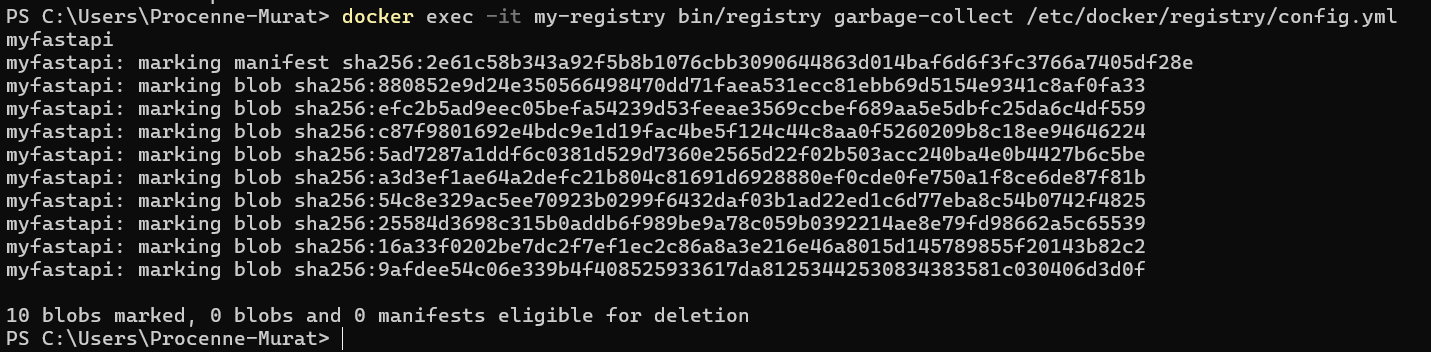 PS C:\Users\Procenne-Murat> docker exec -it my-registry bin/registry garbage-collect /etc/docker/registry/config.yml
myfastapi
myfastapi: marking manifest sha256:2e61c58b343a92f5b8b1076cbb3090644863d014baf6d6f3fc3766a7405df28e
myfastapi: marking blob sha256:880852e9d24e350566498470dd71faea531ecc81ebb69d5154e9341c8af0fa33
myfastapi: marking blob sha256:efc2b5ad9eec05befa54239d53feeae3569ccbef689aa5e5dbfc25da6c4df559
myfastapi: marking blob sha256:c87f9801692e4bdc9e1d19fac4be5f124c44c8aa0f5260209b8c18ee94646224
myfastapi: marking blob sha256:5ad7287a1ddf6c0381d529d7360e2565d22f02b503acc240ba4e0b4427b6c5be
myfastapi: marking blob sha256:a3d3ef1ae64a2defc21b804c81691d6928880ef0cde0fe750a1f8ce6de87f81b
myfastapi: marking blob sha256:54c8e329ac5ee70923b0299f6432daf03b1ad22ed1c6d77eba8c54b0742f4825
myfastapi: marking blob sha256:25584d3698c315b0addb6f989be9a78c059b0392214ae8e79fd98662a5c65539
myfastapi: marking blob sha256:16a33f0202be7dc2f7ef1ec2c86a8a3e216e46a8015d145789855f20143b82c2
myfastapi: marking blob sha256:9afdee54c06e339b4f408525933617da81253442530834383581c030406d3d0f
10 blobs marked, 0 blobs and 0 manifests eligible for deletion
PS C:\Users\Procenne-Murat>